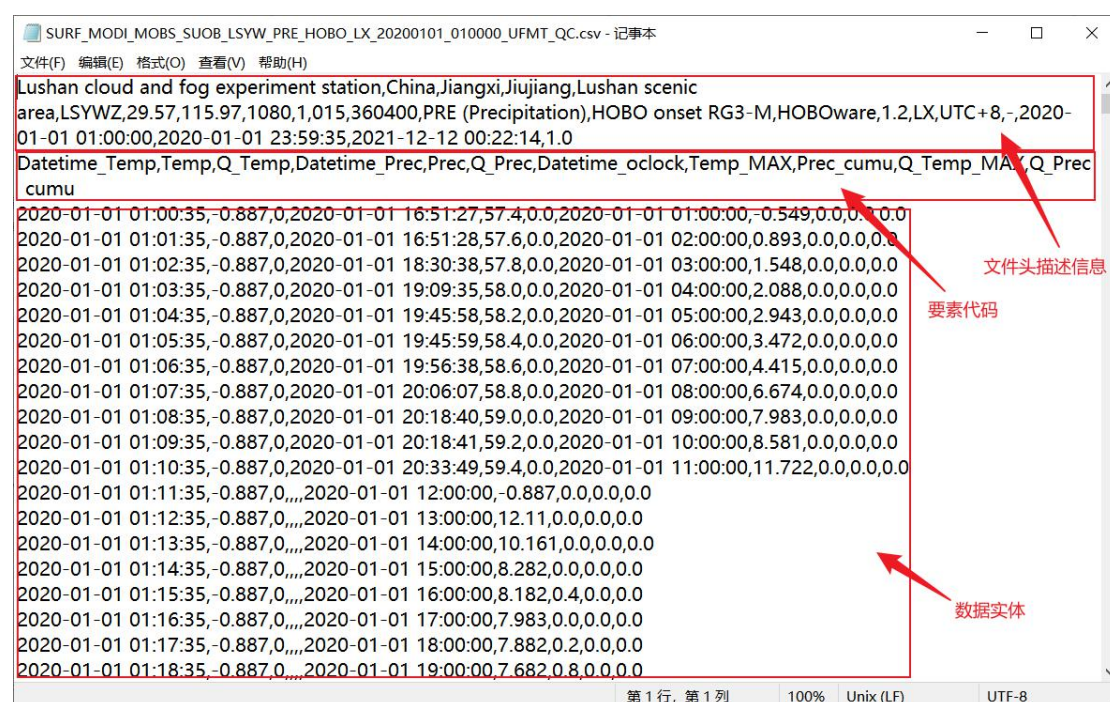 SURF_MODI_MOBS_SUOB_LSYW_PRE_HOBO_LX_20200101_010000_UFMT_QC.csv - 记事本
文件(F) 编辑(E) 格式(O) 查看(V) 帮助(H)
Lushan cloud and fog experiment station,China,Jiangxi,Jiujiang,Lushan scenic
area,LSYWZ,29.57,115.97,1080,1,015,360400,PRE (Precipitation),HOBO onset RG3-M,HOBOware,1.2,LX,UTC+8,-,2020-
01-01 01:00:00,2020-01-01 23:59:35,2021-12-12 00:22:14,1.0
Datetime_Temp,Temp,Q_Temp,Datetime_Prec,Prec,Q_Prec,Datetime_oclock,Temp_MAX,Prec_cumu,Q_Temp_MAX,Q_Prec
_cumu
2020-01-01 01:00:35,-0.887,0,2020-01-01 16:51:27,57.4,0.0,2020-01-01 01:00:00,-0.549,0.0,0.0,0.0
2020-01-01 01:01:35,-0.887,0,2020-01-01 16:51:28,57.6,0.0,2020-01-01 02:00:00,0.893,0.0,0.0,0.0
2020-01-01 01:02:35,-0.887,0,2020-01-01 18:30:38,57.8,0.0,2020-01-01 03:00:00,1.548,0.0,0.0,0.0
文件头描述信息
2020-01-01 01:03:35,-0.887,0,2020-01-01 19:09:35,58.0,0.0,2020-01-01 04:00:00,2.088,0.0,0.0,0.0
要素代码
2020-01-01 01:04:35,-0.887,0,2020-01-01 19:45:58,58.2,0.0,2020-01-01 05:00:00,2.943,0.0,0.0,0.0
2020-01-01 01:05:35,-0.887,0,2020-01-01 19:45:59,58.4,0.0,2020-01-01 06:00:00,3.472,0.0,0.0,0.0
2020-01-01 01:06:35,-0.887,0,2020-01-01 19:56:38,58.6,0.0,2020-01-01 07:00:00,4.415,0.0,0.0,0.0
2020-01-01 01:07:35,-0.887,0,2020-01-01 20:06:07,58.8,0.0,2020-01-01 08:00:00,6.674,0.0,0.0,0.0
2020-01-01 01:08:35,-0.887,0,2020-01-01 20:18:40,59.0,0.0,2020-01-01 09:00:00,7.983,0.0,0.0,0.0
2020-01-01 01:09:35,-0.887,0,2020-01-01 20:18:41,59.2,0.0,2020-01-01 10:00:00,8.581,0.0,0.0,0.0
2020-01-01 01:10:35,-0.887,0,2020-01-01 20:33:49,59.4,0.0,2020-01-01 11:00:00,11.722,0.0,0.0,0.0
2020-01-01 01:11:35,-0.887,0,,,,2020-01-01 12:00:00,-0.887,0.0,0.0,0.0
2020-01-01 01:12:35,-0.887,0,,,,2020-01-01 13:00:00,12.11,0.0,0.0,0.0
2020-01-01 01:13:35,-0.887,0,,,,2020-01-01 14:00:00,10.161,0.0,0.0,0.0
2020-01-01 01:14:35,-0.887,0,,,,2020-01-01 15:00:00,8.282,0.0,0.0,0.0
2020-01-01 01:15:35,-0.887,0,,,,2020-01-01 16:00:00,8.182,0.4,0.0,0.0
数据实体
2020-01-01 01:16:35,-0.887,0,,,,2020-01-01 17:00:00,7.983,0.0,0.0,0.0
2020-01-01 01:17:35,-0.887,0,,,,2020-01-01 18:00:00,7.882,0.2,0.0,0.0
2020-01-01 01:18:35,-0.887,0,,,,2020-01-01 19:00:00,7.682,0.8,0.0,0.0
第 1 行, 第 1 列 100% Unix (LF) UTF-8